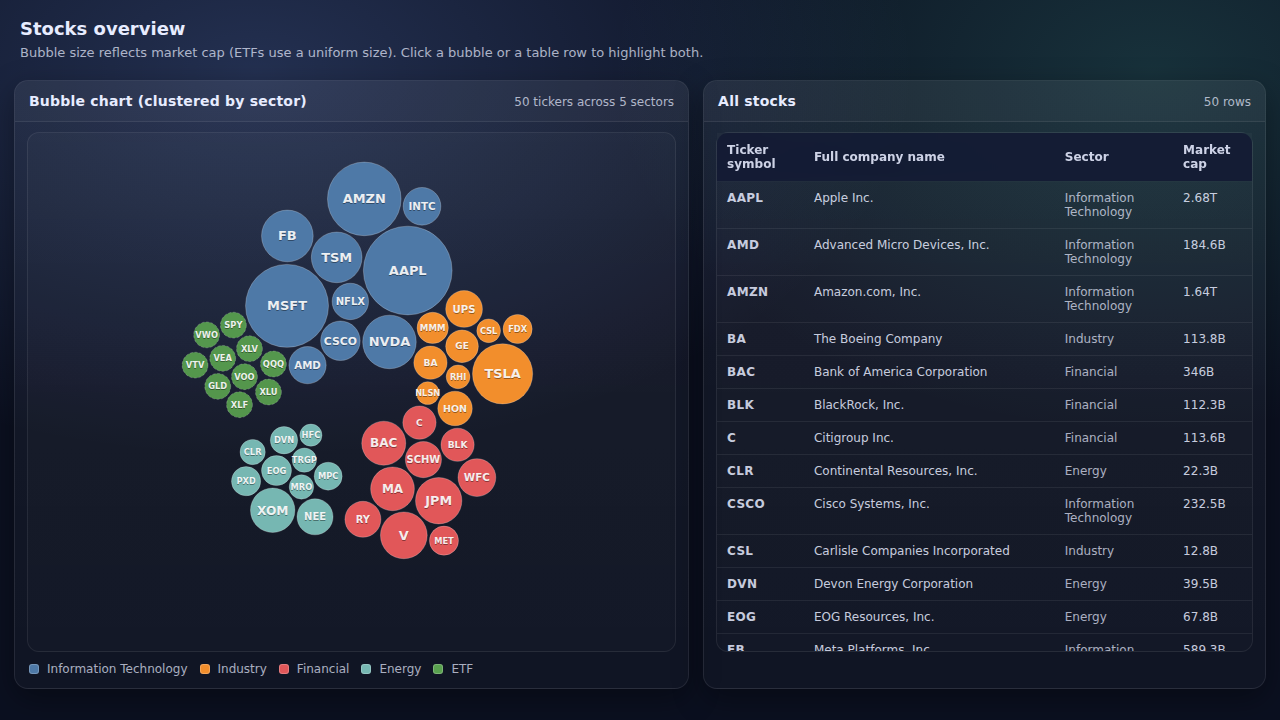 Stocks overview
Bubble size reflects market cap (ETFs use a uniform size). Click a bubble or a table row to highlight both.
Bubble chart (clustered by sector)
50 tickers across 5 sectors
AMZN
INTC
FB
TSM
AAPL
MSFT
NFLX
NVDA
CSCO
AMD
UPS
MMM
CSL
FDX
GE
BA
RHI
TSLA
NLSN
HON
SPY
VWO
XLV
VEA
QQQ
VTV
VOO
GLD
XLU
XLF
DVN
HFC
CLR
TRGP
EOG
MPC
PXD
MRO
XOM
NEE
C
BAC
BLK
SCHW
WFC
MA
JPM
RY
V
MET
Information Technology
Industry
Financial
Energy
ETF
All stocks
50 rows
Ticker symbol Full company name Sector Market cap
AAPL Apple Inc. Information Technology 2.68T
AMD Advanced Micro Devices, Inc. Information Technology 184.6B
AMZN Amazon.com, Inc. Information Technology 1.64T
BA The Boeing Company Industry 113.8B
BAC Bank of America Corporation Financial 346B
BLK BlackRock, Inc. Financial 112.3B
C Citigroup Inc. Financial 113.6B
CLR Continental Resources, Inc. Energy 22.3B
CSCO Cisco Systems, Inc. Information Technology 232.5B
CSL Carlisle Companies Incorporated Industry 12.8B
DVN Devon Energy Corporation Energy 39.5B
EOG EOG Resources, Inc. Energy 67.8B
FB Meta Platforms, Inc. Information 589.3B